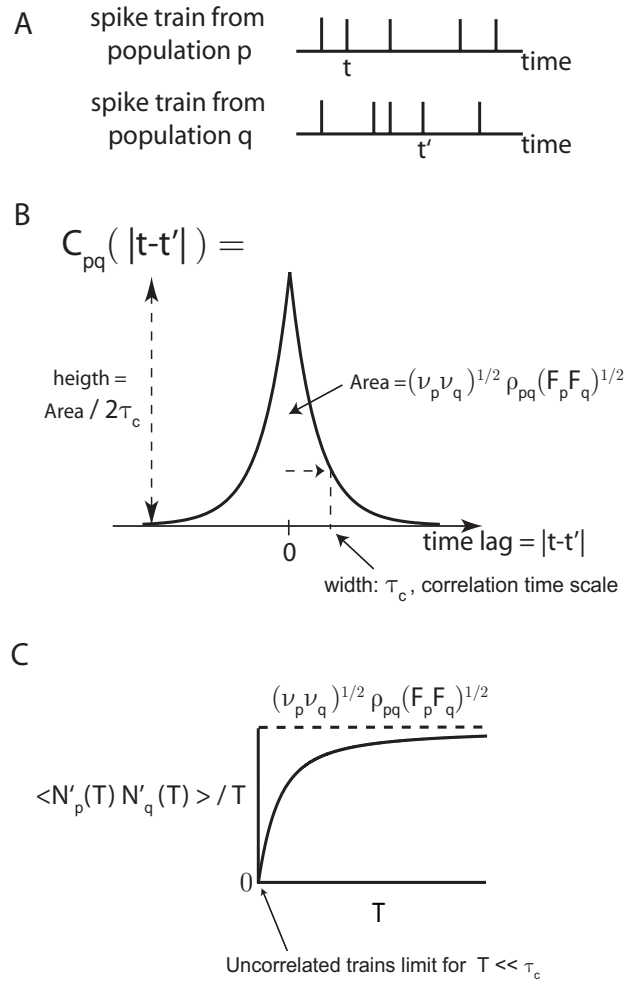 A
spike train from
population p
t
time
spike train from
population q
t'
time
B
C_pq( |t-t'| ) =
heigth =
Area / 2τ_c
Area =(ν_p ν_q )^1/2 ρ_pq(F_p F_q)^1/2
0
time lag = |t-t'|
width: τ_c , correlation time scale
C
(ν_p ν_q )^1/2 ρ_pq(F_p F_q)^1/2
<N'_p(T) N'_q (T) > / T
0
T
Uncorrelated trains limit for T << τ_c